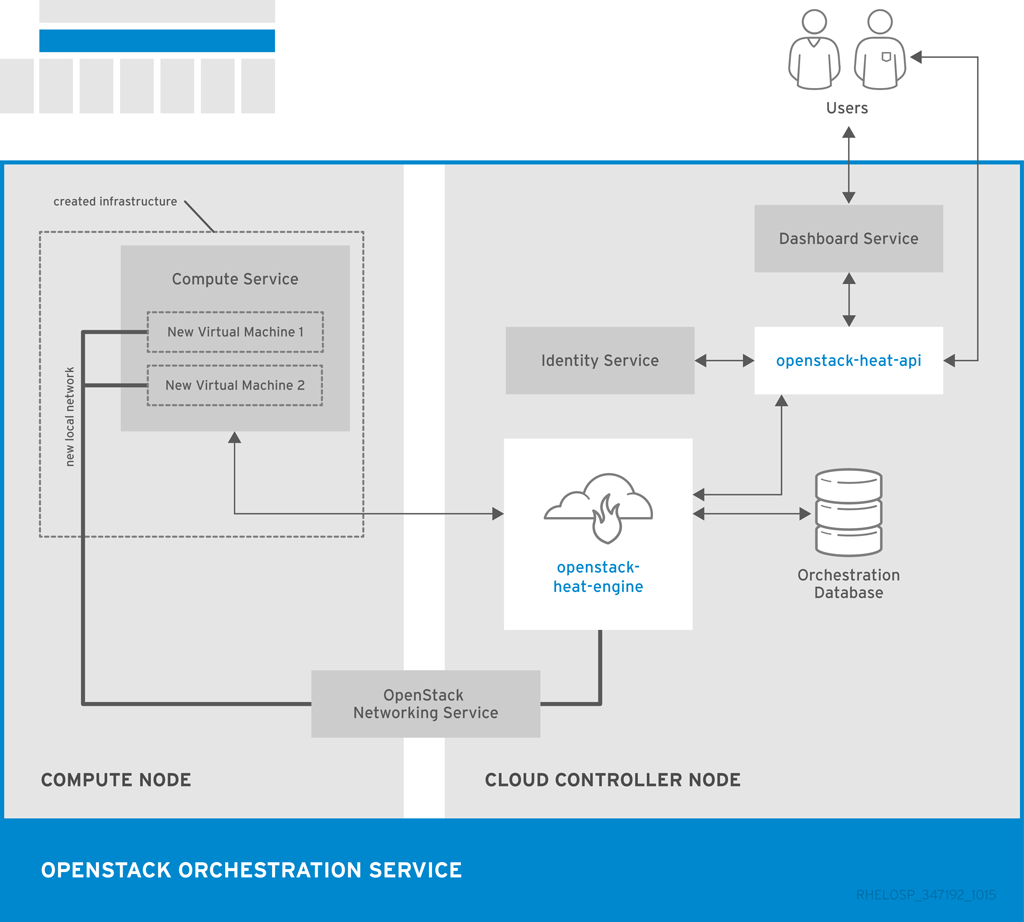 Users
created infrastructure
Dashboard Service
Compute Service
New Virtual Machine 1
New Virtual Machine 2
new local network
Identity Service
openstack-heat-api
openstack-
heat-engine
Orchestration
Database
OpenStack
Networking Service
COMPUTE NODE
CLOUD CONTROLLER NODE
OPENSTACK ORCHESTRATION SERVICE
RHELOSP_347192_1015